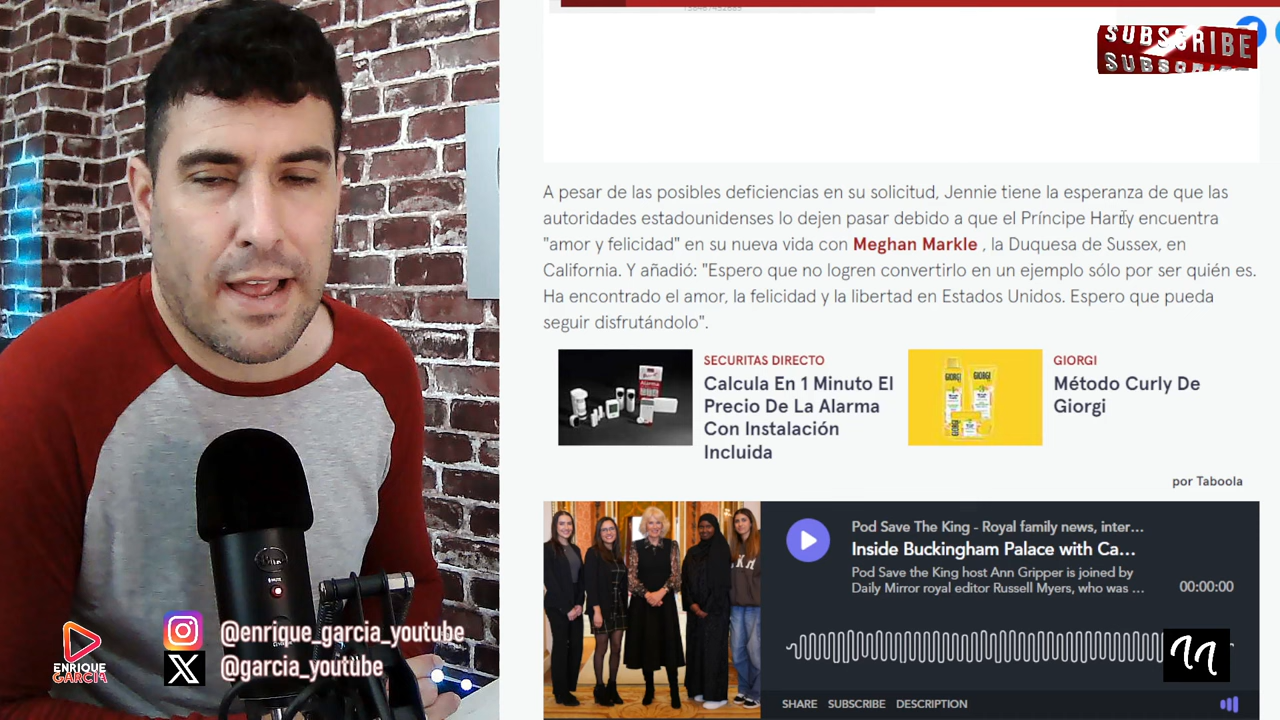 SUBSCRIBE
SUBSCRIBE
A pesar de las posibles deficiencias en su solicitud, Jennie tiene la esperanza de que las
autoridades estadounidenses lo dejen pasar debido a que el Príncipe Harry encuentra
"amor y felicidad" en su nueva vida con Meghan Markle , la Duquesa de Sussex, en
California. Y añadió: "Espero que no logren convertirlo en un ejemplo sólo por ser quién es.
Ha encontrado el amor, la felicidad y la libertad en Estados Unidos. Espero que pueda
seguir disfrutándolo".
SECURITAS DIRECTO
Calcula En 1 Minuto El
Precio De La Alarma
Con Instalación
Incluida
GIORGI
Método Curly De
Giorgi
por Taboola
Pod Save The King - Royal family news, inter...
Inside Buckingham Palace with Ca...
Pod Save the King host Ann Gripper is joined by
Daily Mirror royal editor Russell Myers, who was ...
00:00:00
SHARE SUBSCRIBE DESCRIPTION
@enrique_garcia_youtube
@garcia_youtube
ENRIQUE
GARCIA
Alarma
GIORGI
GIORGI